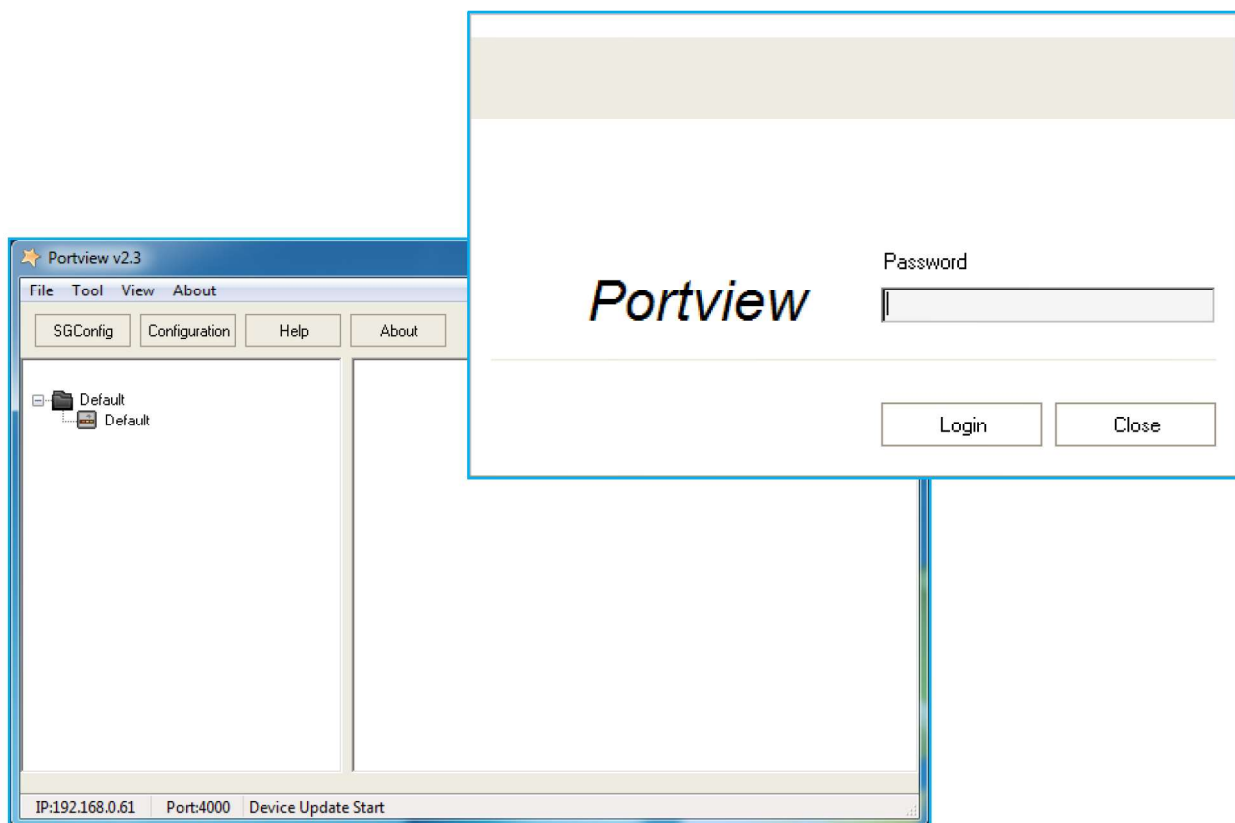 Password
Portview
Login Close
Portview v2.3
File Tool View About
SGConfig Configuration Help About
Default
Default
IP:192.168.0.61 Port:4000 Device Update Start